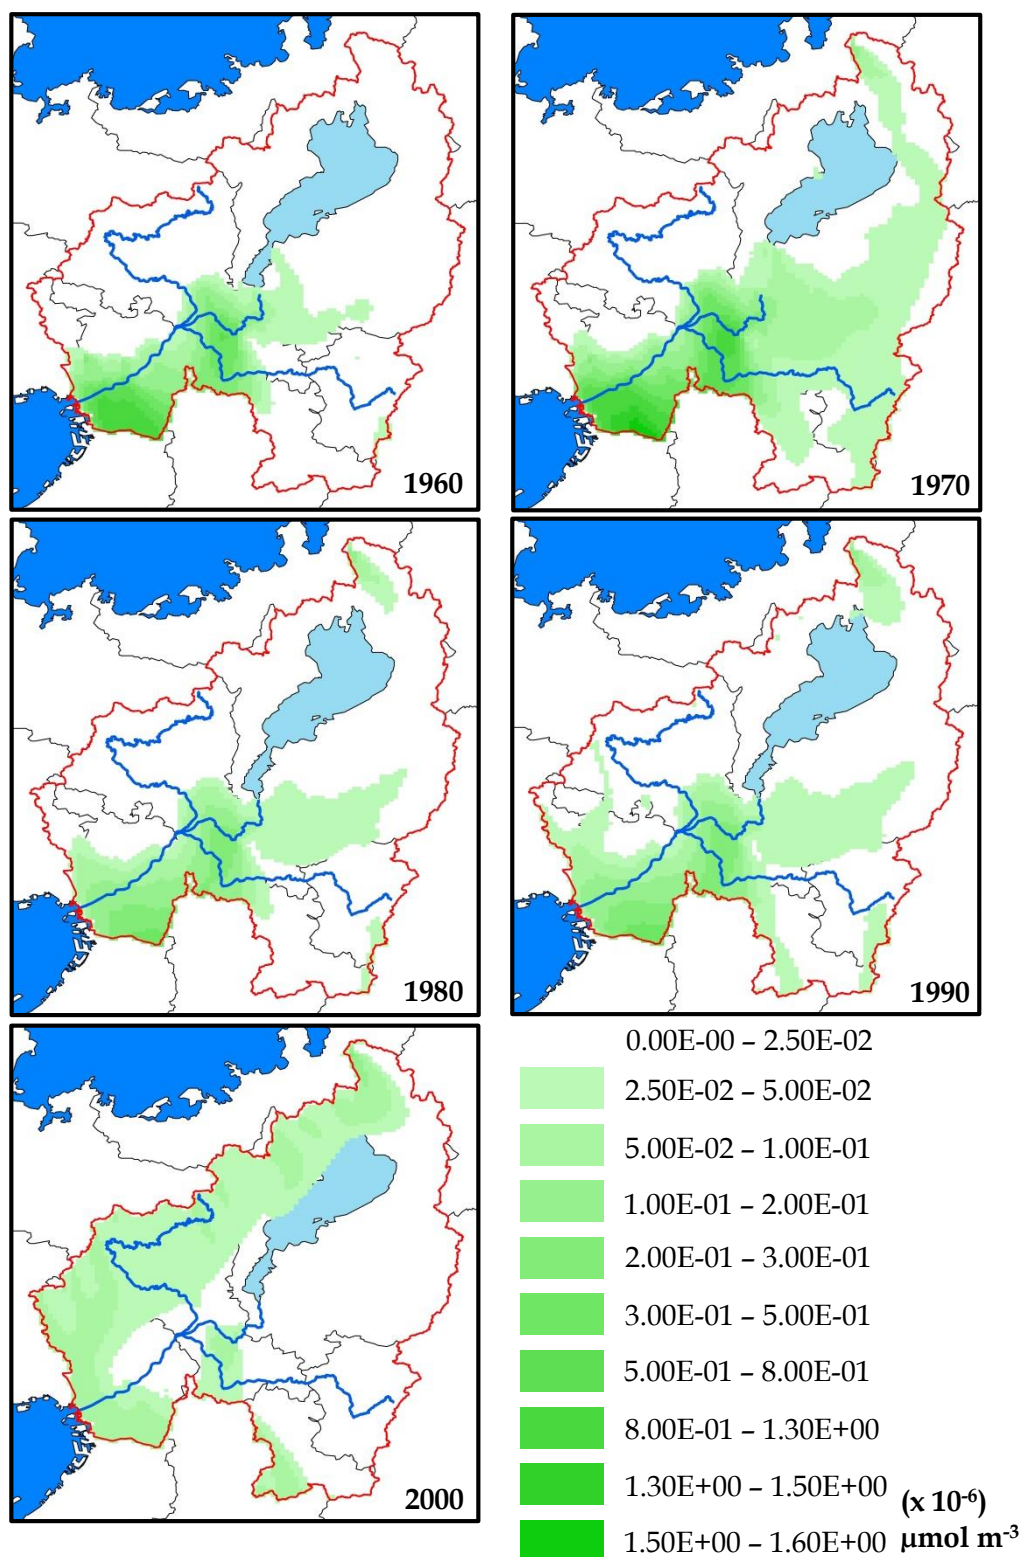 1960
1970
1980
1990
2000
0.00E-00 – 2.50E-02
2.50E-02 – 5.00E-02
5.00E-02 – 1.00E-01
1.00E-01 – 2.00E-01
2.00E-01 – 3.00E-01
3.00E-01 – 5.00E-01
5.00E-01 – 8.00E-01
8.00E-01 – 1.30E+00
1.30E+00 – 1.50E+00
1.50E+00 – 1.60E+00
(x 10⁻⁶)
µmol m⁻³